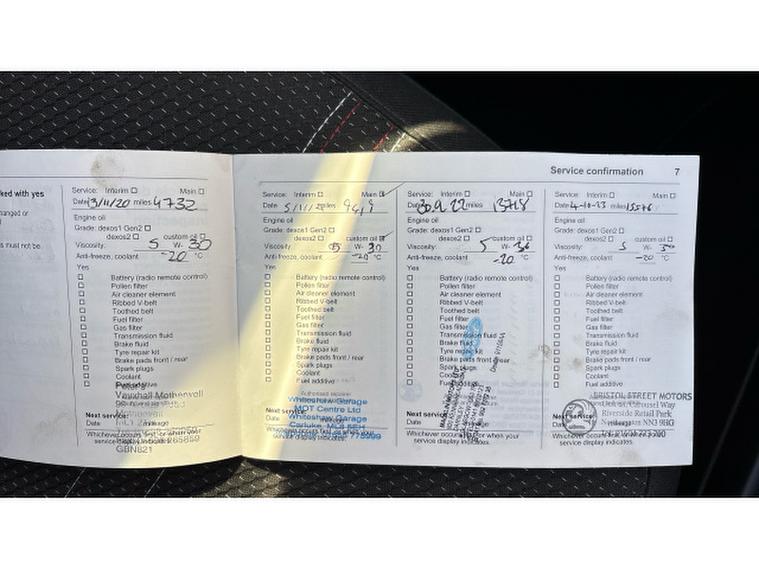 Service confirmation 7
ked with yes
hanged or
s must not be
Service: Interim Main
Date 13/11/20 miles 4732
Engine oil
Grade: dexos1 Gen2
dexos2 custom oil
Viscosity: 5 W- 30
Anti-freeze, coolant -20 °C
Yes
Battery (radio remote control)
Pollen filter
Air cleaner element
Ribbed V-belt
Toothed belt
Fuel filter
Gas filter
Transmission fluid
Brake fluid
Tyre repair kit
Brake pads front / rear
Spark plugs
Coolant
Fuel additive
Vauxhall Motherwell
Next service
Date mileage
Whichever occurs first or when your
service display indicates.
GBN821
Service: Interim Main
Date miles
Engine oil
Grade: dexos1 Gen2
dexos2 custom oil
Viscosity: 5 W- 30
Anti-freeze, coolant -20 °C
Yes
Battery (radio remote control)
Pollen filter
Air cleaner element
Ribbed V-belt
Toothed belt
Fuel filter
Gas filter
Transmission fluid
Brake fluid
Tyre repair kit
Brake pads front / rear
Spark plugs
Coolant
Fuel additive
Whiteshaw Garage
MOT Centre Ltd
Whiteshaw Garage
Carluke, ML8
Next service
Date mileage
Whichever occurs first or when your
service display indicates.
Service: Interim Main
Date 30.9.22 miles 13718
Engine oil
Grade: dexos1 Gen2
dexos2 custom oil
Viscosity: 5 W- 30
Anti-freeze, coolant -20 °C
Yes
Battery (radio remote control)
Pollen filter
Air cleaner element
Ribbed V-belt
Toothed belt
Fuel filter
Gas filter
Transmission fluid
Brake fluid
Tyre repair kit
Brake pads front / rear
Spark plugs
Coolant
Fuel additive
Next service
Date mileage
Whichever occurs first or when your
service display indicates.
Service: Interim Main
Date 4-10-23 miles 15576
Engine oil
Grade: dexos1 Gen2
dexos2 custom oil
Viscosity: 5 W- 30
Anti-freeze, coolant -20 °C
Yes
Battery (radio remote control)
Pollen filter
Air cleaner element
Ribbed V-belt
Toothed belt
Fuel filter
Gas filter
Transmission fluid
Brake fluid
Tyre repair kit
Brake pads front / rear
Spark plugs
Coolant
Fuel additive
BRISTOL STREET MOTORS
Carousel Way
Riverside Retail Park
Northampton NN3 9HG
Next service
Date mileage
Whichever occurs first or when your
service display indicates.